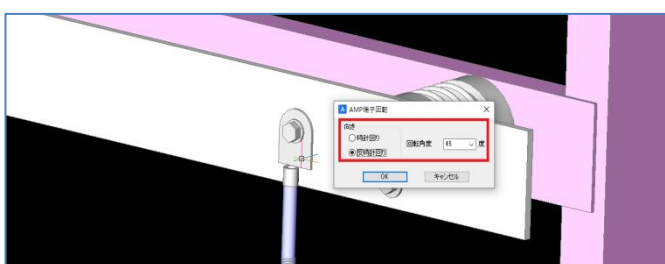 AMP端子回転
向き
時計回り
反時計回り
回転角度 45 度
OK キャンセル